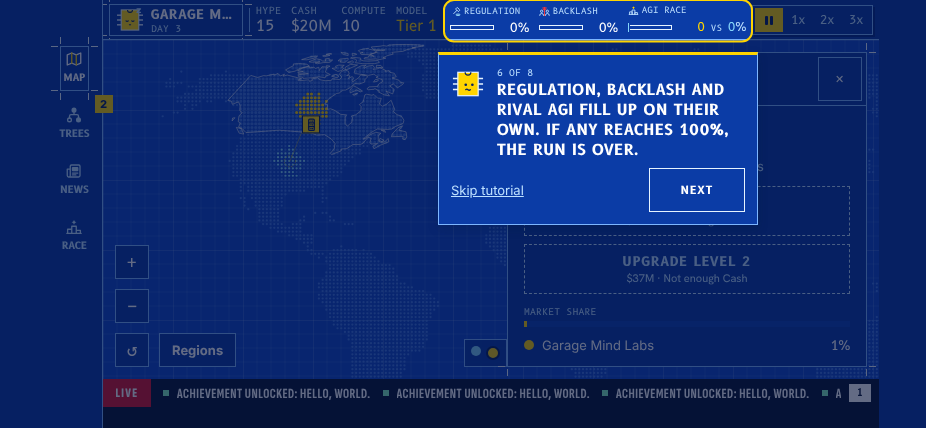 GARAGE M...
DAY 3
HYPE
15
CASH
$20M
COMPUTE
10
MODEL
Tier 1
REGULATION
0%
BACKLASH
0%
AGI RACE
0 VS 0%
1x
2x
3x
MAP
2
TREES
NEWS
RACE
6 OF 8
REGULATION, BACKLASH AND
RIVAL AGI FILL UP ON THEIR
OWN. IF ANY REACHES 100%,
THE RUN IS OVER.
Skip tutorial
NEXT
×
UPGRADE LEVEL 2
$37M · Not enough Cash
MARKET SHARE
Garage Mind Labs
1%
+
−
↺
Regions
LIVE
ACHIEVEMENT UNLOCKED: HELLO, WORLD.
ACHIEVEMENT UNLOCKED: HELLO, WORLD.
ACHIEVEMENT UNLOCKED: HELLO, WORLD.
A
1